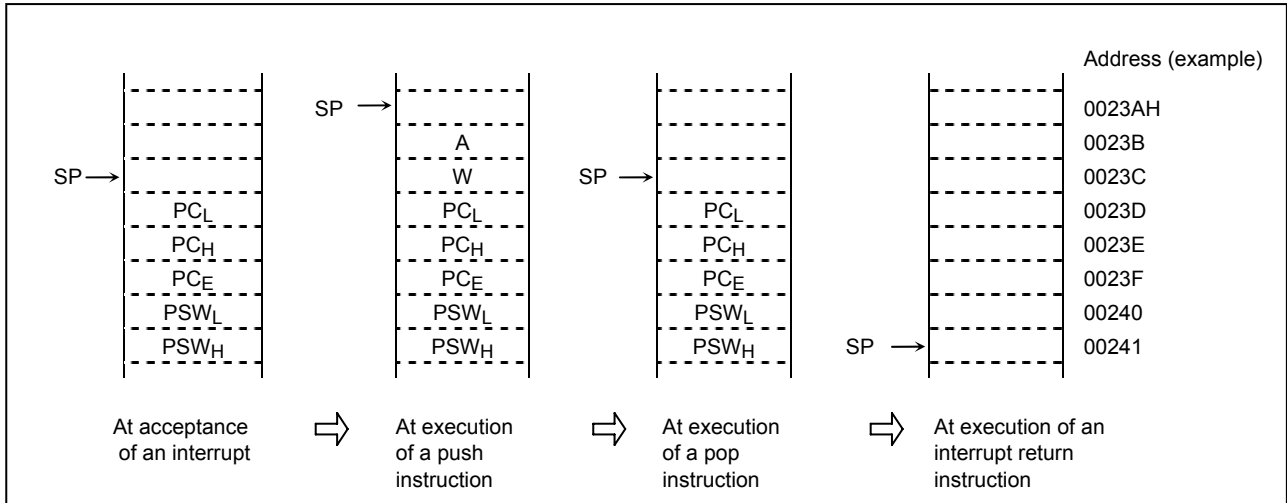 Address (example)
SP
0023AH
A
0023B
SP
W
SP
0023C
PCL
PCL
PCL
0023D
PCH
PCH
PCH
0023E
PCE
PCE
PCE
0023F
PSWL
PSWL
PSWL
00240
PSWH
PSWH
PSWH
SP
00241
At acceptance
of an interrupt
At execution
of a push
instruction
At execution
of a pop
instruction
At execution of an
interrupt return
instruction